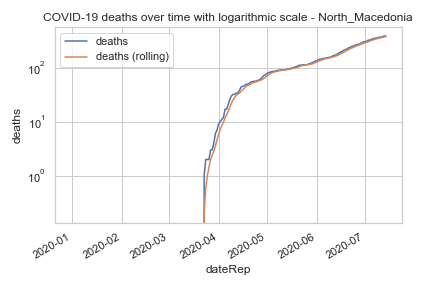 COVID-19 deaths over time with logarithmic scale - North_Macedonia
deaths
deaths (rolling)
10²
10¹
10⁰
deaths
2020-01
2020-02
2020-03
2020-04
2020-05
2020-06
2020-07
dateRep